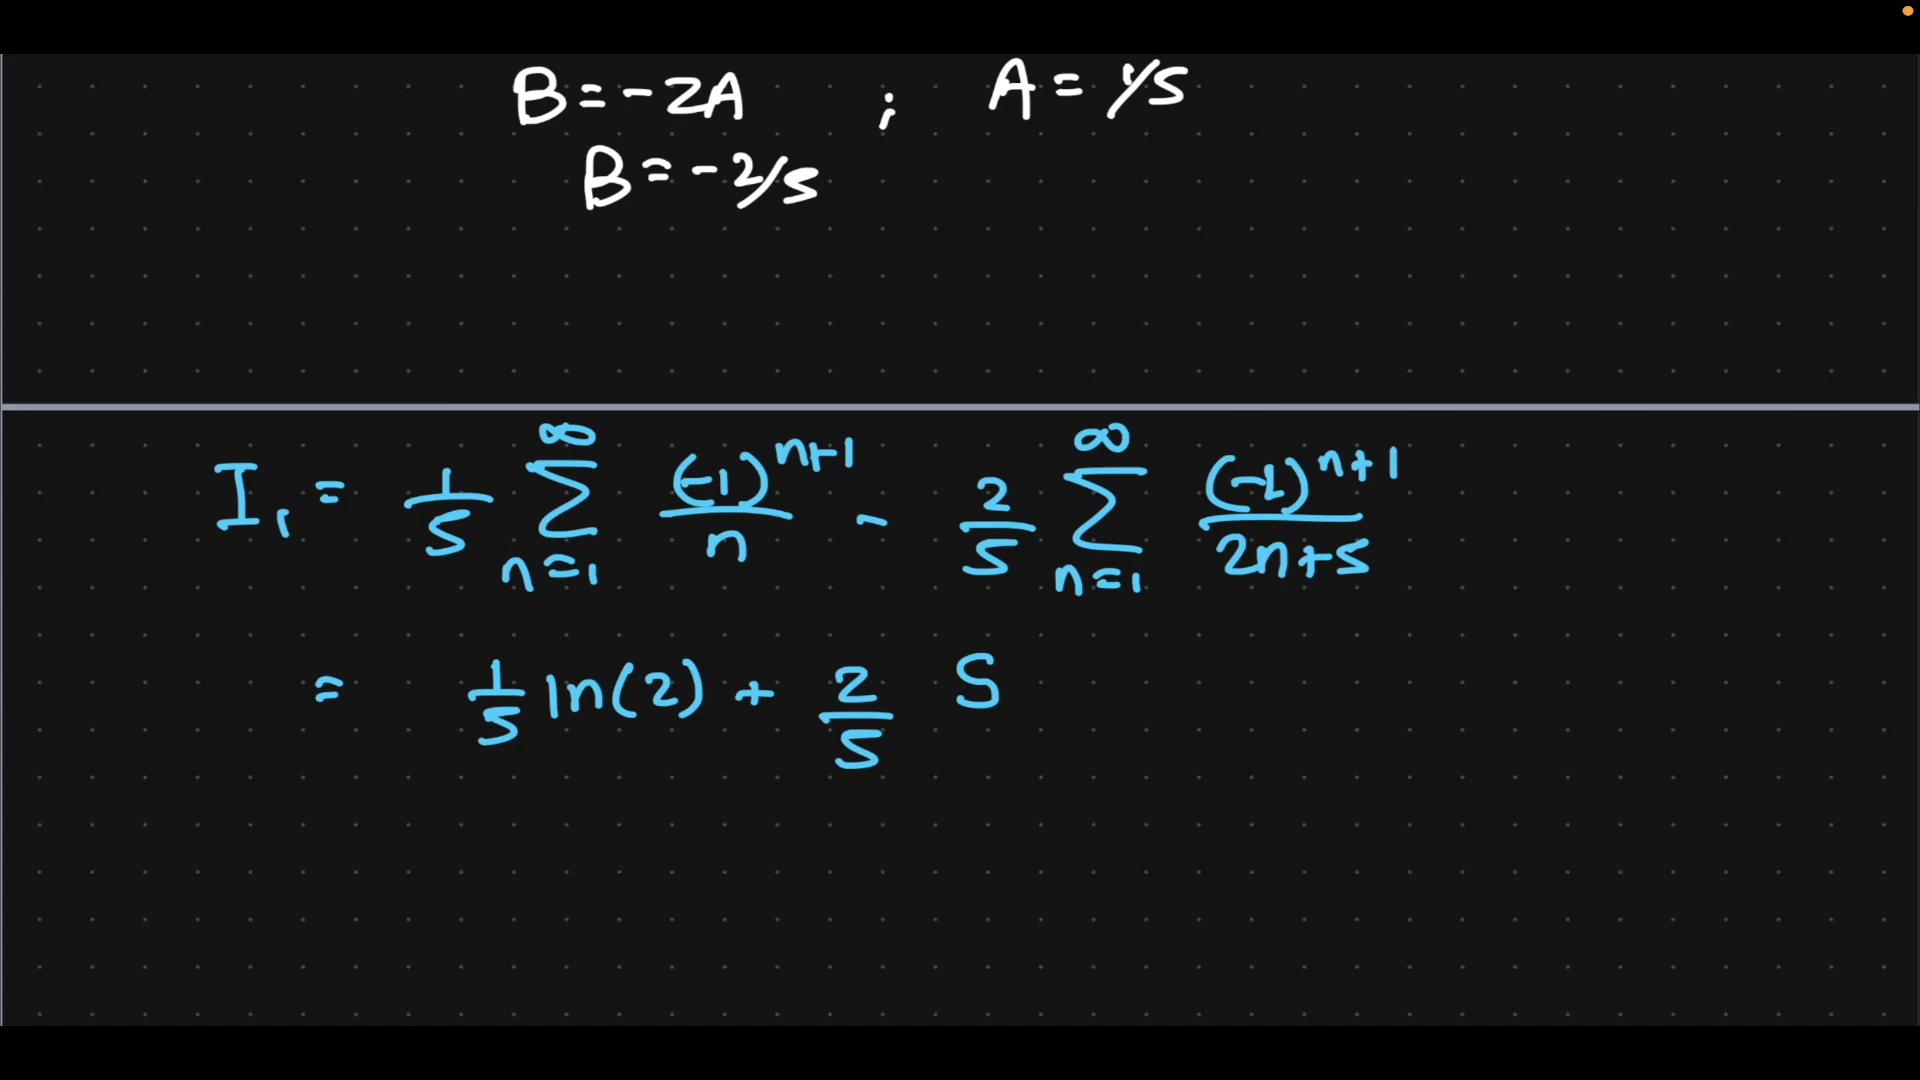 B = -2A ; A = 1/5
B = -2/5
I₁ = 1/5 ∑_{n=1}^{∞} (-1)^{n+1}/n - 2/5 ∑_{n=1}^{∞} (-1)^{n+1}/(2n+5)
= 1/5 ln(2) + 2/5 S